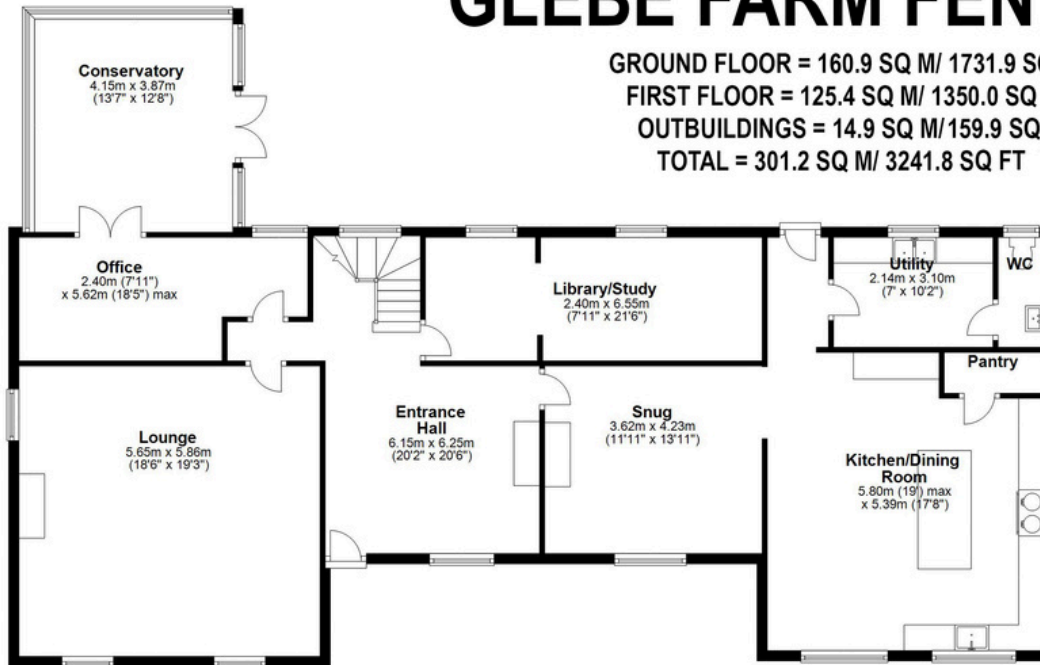 GLEBE FARM FEN
GROUND FLOOR = 160.9 SQ M/ 1731.9
FIRST FLOOR = 125.4 SQ M/ 1350.0 SQ
OUTBUILDINGS = 14.9 SQ M/159.9 SQ
TOTAL = 301.2 SQ M/ 3241.8 SQ FT
Conservatory
4.15m x 3.87m
(13'7" x 12'8")
Office
2.40m (7'11")
x 5.62m (18'5") max
Library/Study
2.40m x 6.55m
(7'11" x 21'6")
Utility
2.14m x 3.10m
(7' x 10'2")
WC
Pantry
Lounge
5.65m x 5.86m
(18'6" x 19'3")
Entrance
Hall
6.15m x 6.25m
(20'2" x 20'6")
Snug
3.62m x 4.23m
(11'11" x 13'11")
Kitchen/Dining
Room
5.80m (19') max
x 5.39m (17'8")